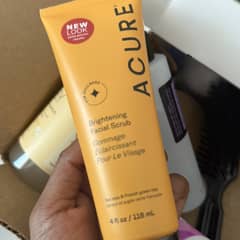 NEW
LOOK
ACURE
Brightening
Facial Scrub
Gommage
Éclaircissant
Pour Le Visage
4 fl oz / 118 mL